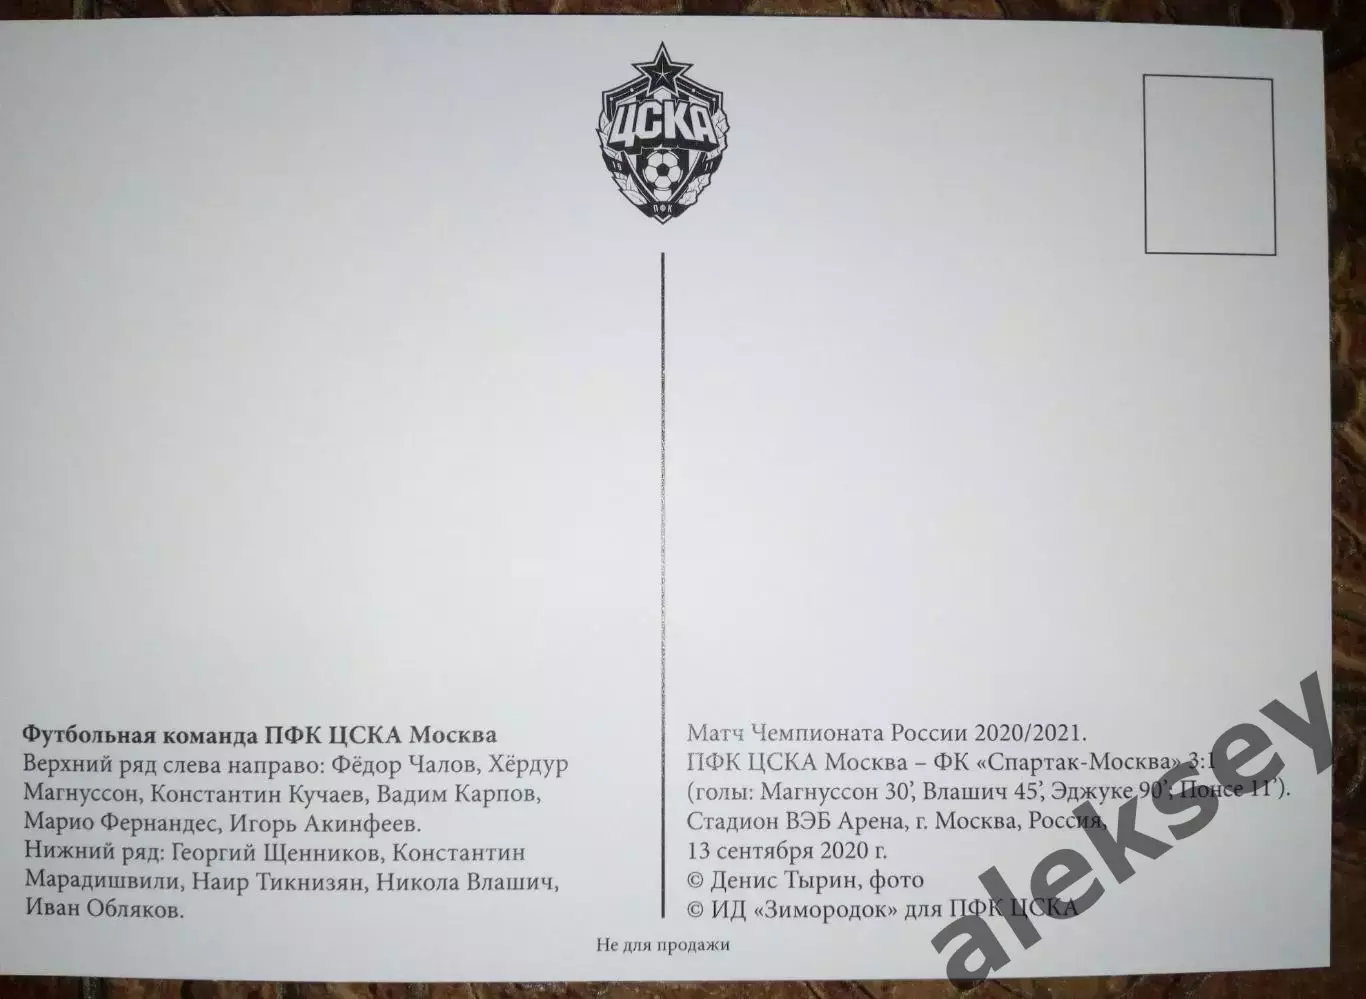 ЦСКА
19 11
ПФК
Футбольная команда ПФК ЦСКА Москва
Верхний ряд слева направо: Фёдор Чалов, Хёрдур
Магнуссон, Константин Кучаев, Вадим Карпов,
Марио Фернандес, Игорь Акинфеев.
Нижний ряд: Георгий Щенников, Константин
Марадишвили, Наир Тикнизян, Никола Влашич,
Иван Обляков.
Матч Чемпионата России 2020/2021.
ПФК ЦСКА Москва – ФК «Спартак-Москва» 3:1
(голы: Магнуссон 30’, Влашич 45’, Эджуке 90’; Понсе 11’).
Стадион ВЭБ Арена, г. Москва, Россия,
13 сентября 2020 г.
© Денис Тырин, фото
© ИД «Зимородок» для ПФК ЦСКА
Не для продажи
aleksey